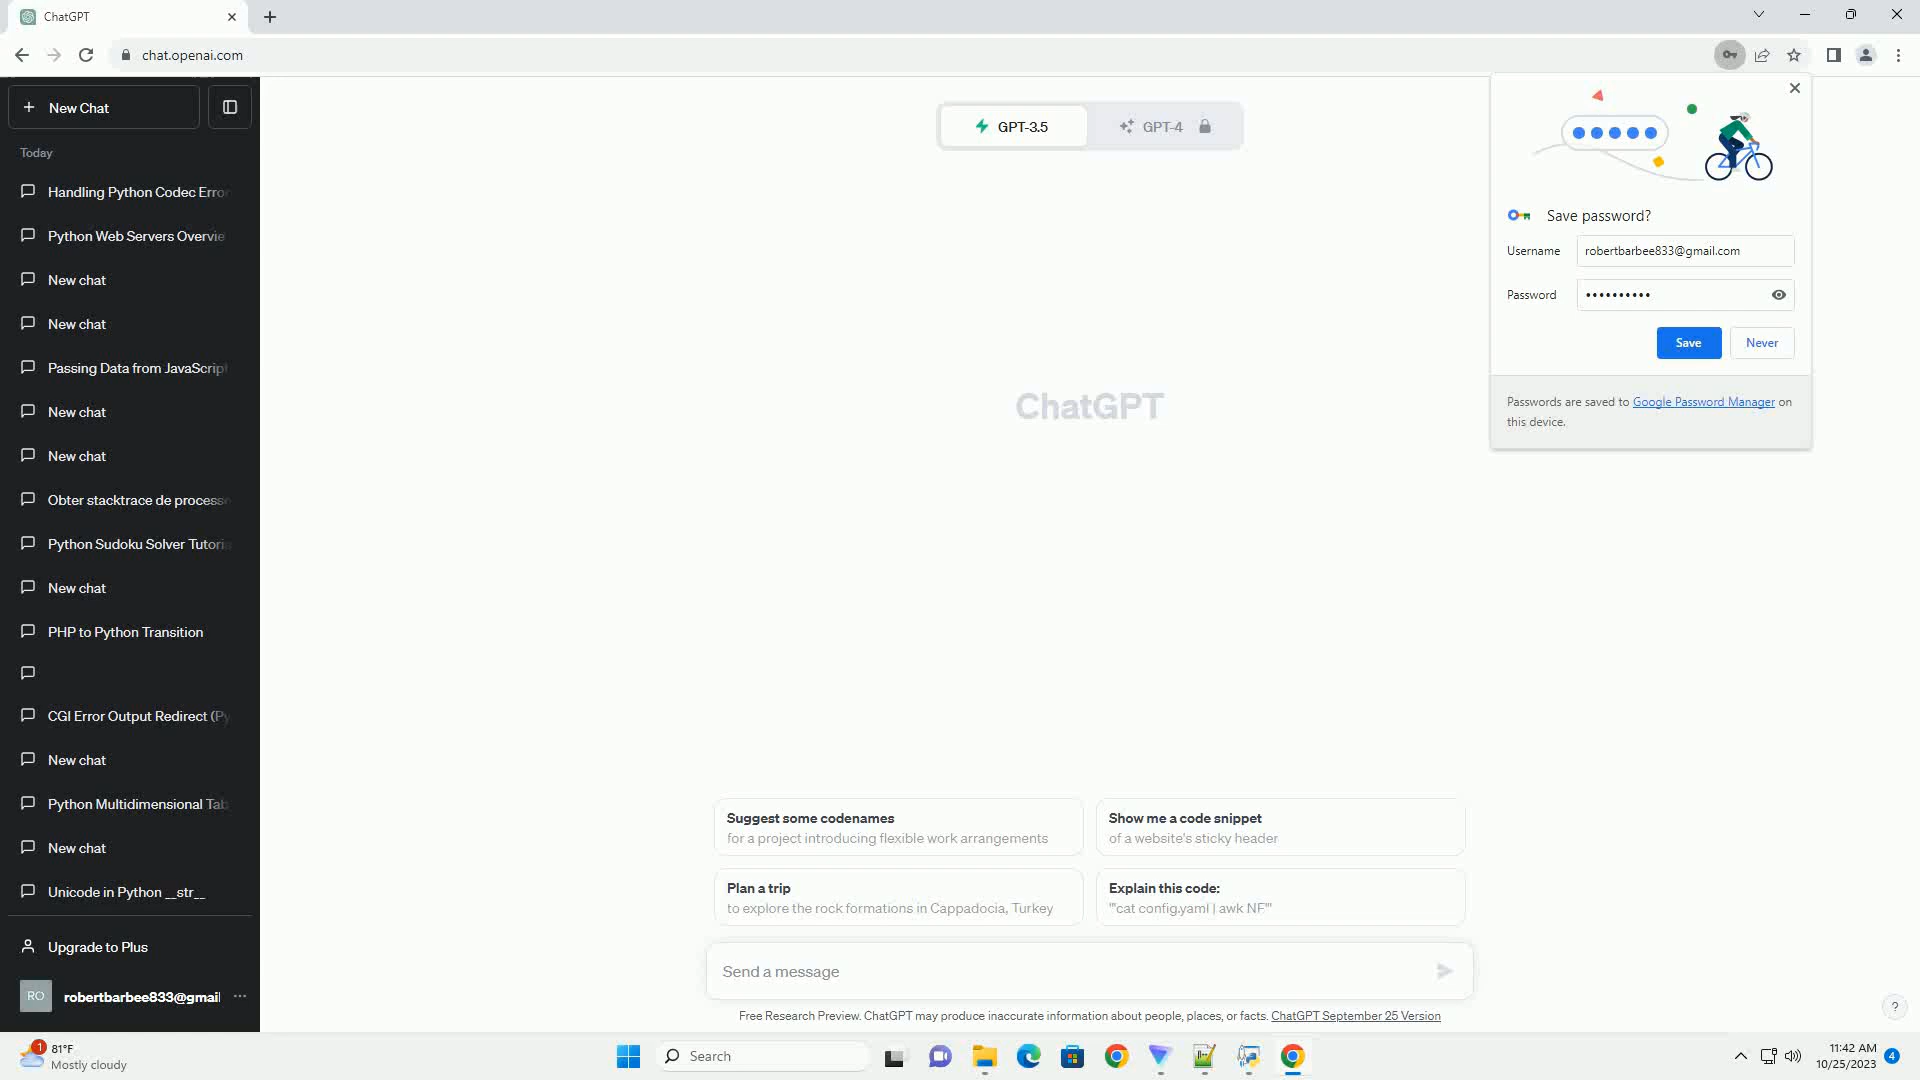 ChatGPT
chat.openai.com
New Chat
Today
Handling Python Codec Erro
Python Web Servers Overvie
New chat
New chat
Passing Data from JavaScrip
New chat
New chat
Obter stacktrace de process
Python Sudoku Solver Tutori
New chat
PHP to Python Transition
CGI Error Output Redirect (Py
New chat
Python Multidimensional Tab
New chat
Unicode in Python __str__
Upgrade to Plus
RO robertbarbee833@gmail
GPT-3.5
GPT-4
ChatGPT
Suggest some codenames
for a project introducing flexible work arrangements
Show me a code snippet
of a website's sticky header
Plan a trip
to explore the rock formations in Cappadocia, Turkey
Explain this code:
"'cat config.yaml | awk NF'"
Send a message
Free Research Preview. ChatGPT may produce inaccurate information about people, places, or facts. ChatGPT September 25 Version
Save password?
Username robertbarbee833@gmail.com
Password ••••••••••
Save Never
Passwords are saved to Google Password Manager on
this device.
?
1
81°F
Mostly cloudy
Search
11:42 AM
10/25/2023
4